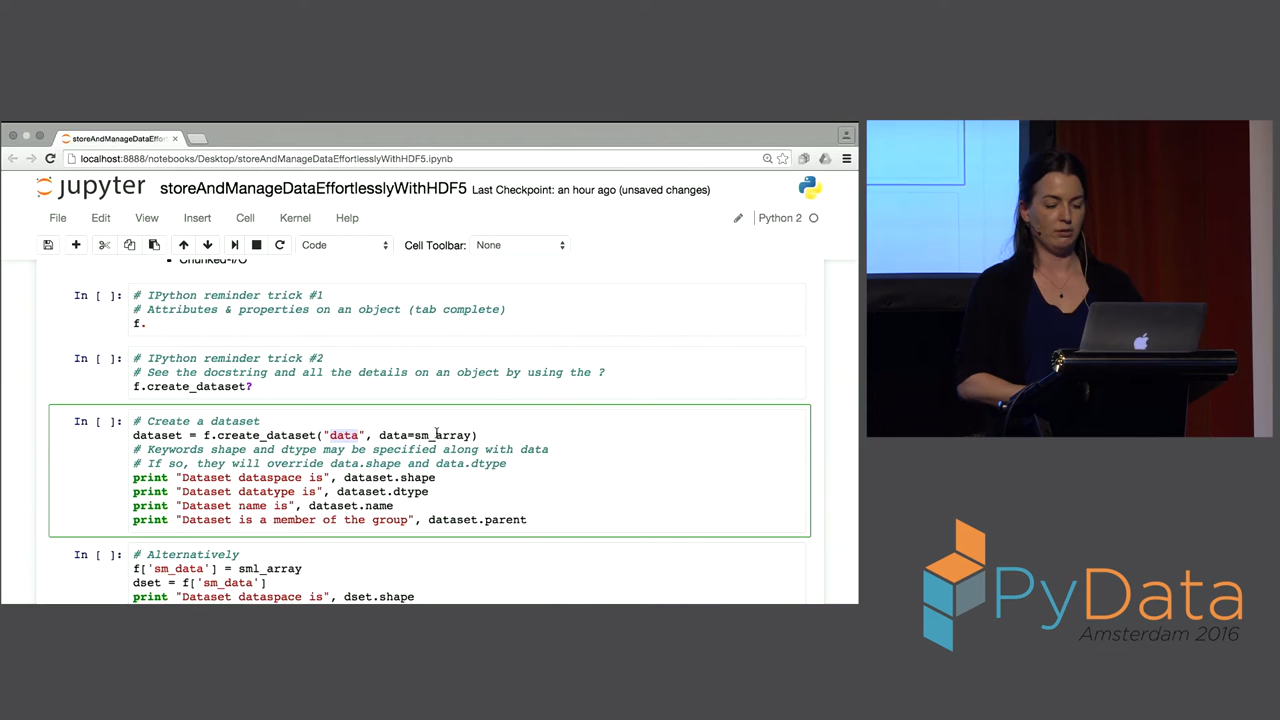 storeAndManageDataEffor
localhost:8888/notebooks/Desktop/storeAndManageDataEffortlesslyWithHDF5.ipynb
jupyter storeAndManageDataEffortlesslyWithHDF5 Last Checkpoint: an hour ago (unsaved changes)
File Edit View Insert Cell Kernel Help Python 2
Code Cell Toolbar: None
Chunked-I/O
In [ ]: # IPython reminder trick #1
# Attributes & properties on an object (tab complete)
f.
In [ ]: # IPython reminder trick #2
# See the docstring and all the details on an object by using the ?
f.create_dataset?
In [ ]: # Create a dataset
dataset = f.create_dataset("data", data=sm_array)
# Keywords shape and dtype may be specified along with data
# If so, they will override data.shape and data.dtype
print "Dataset dataspace is", dataset.shape
print "Dataset datatype is", dataset.dtype
print "Dataset name is", dataset.name
print "Dataset is a member of the group", dataset.parent
In [ ]: # Alternatively
f['sm_data'] = sml_array
dset = f['sm_data']
print "Dataset dataspace is", dset.shape
PyData
Amsterdam 2016